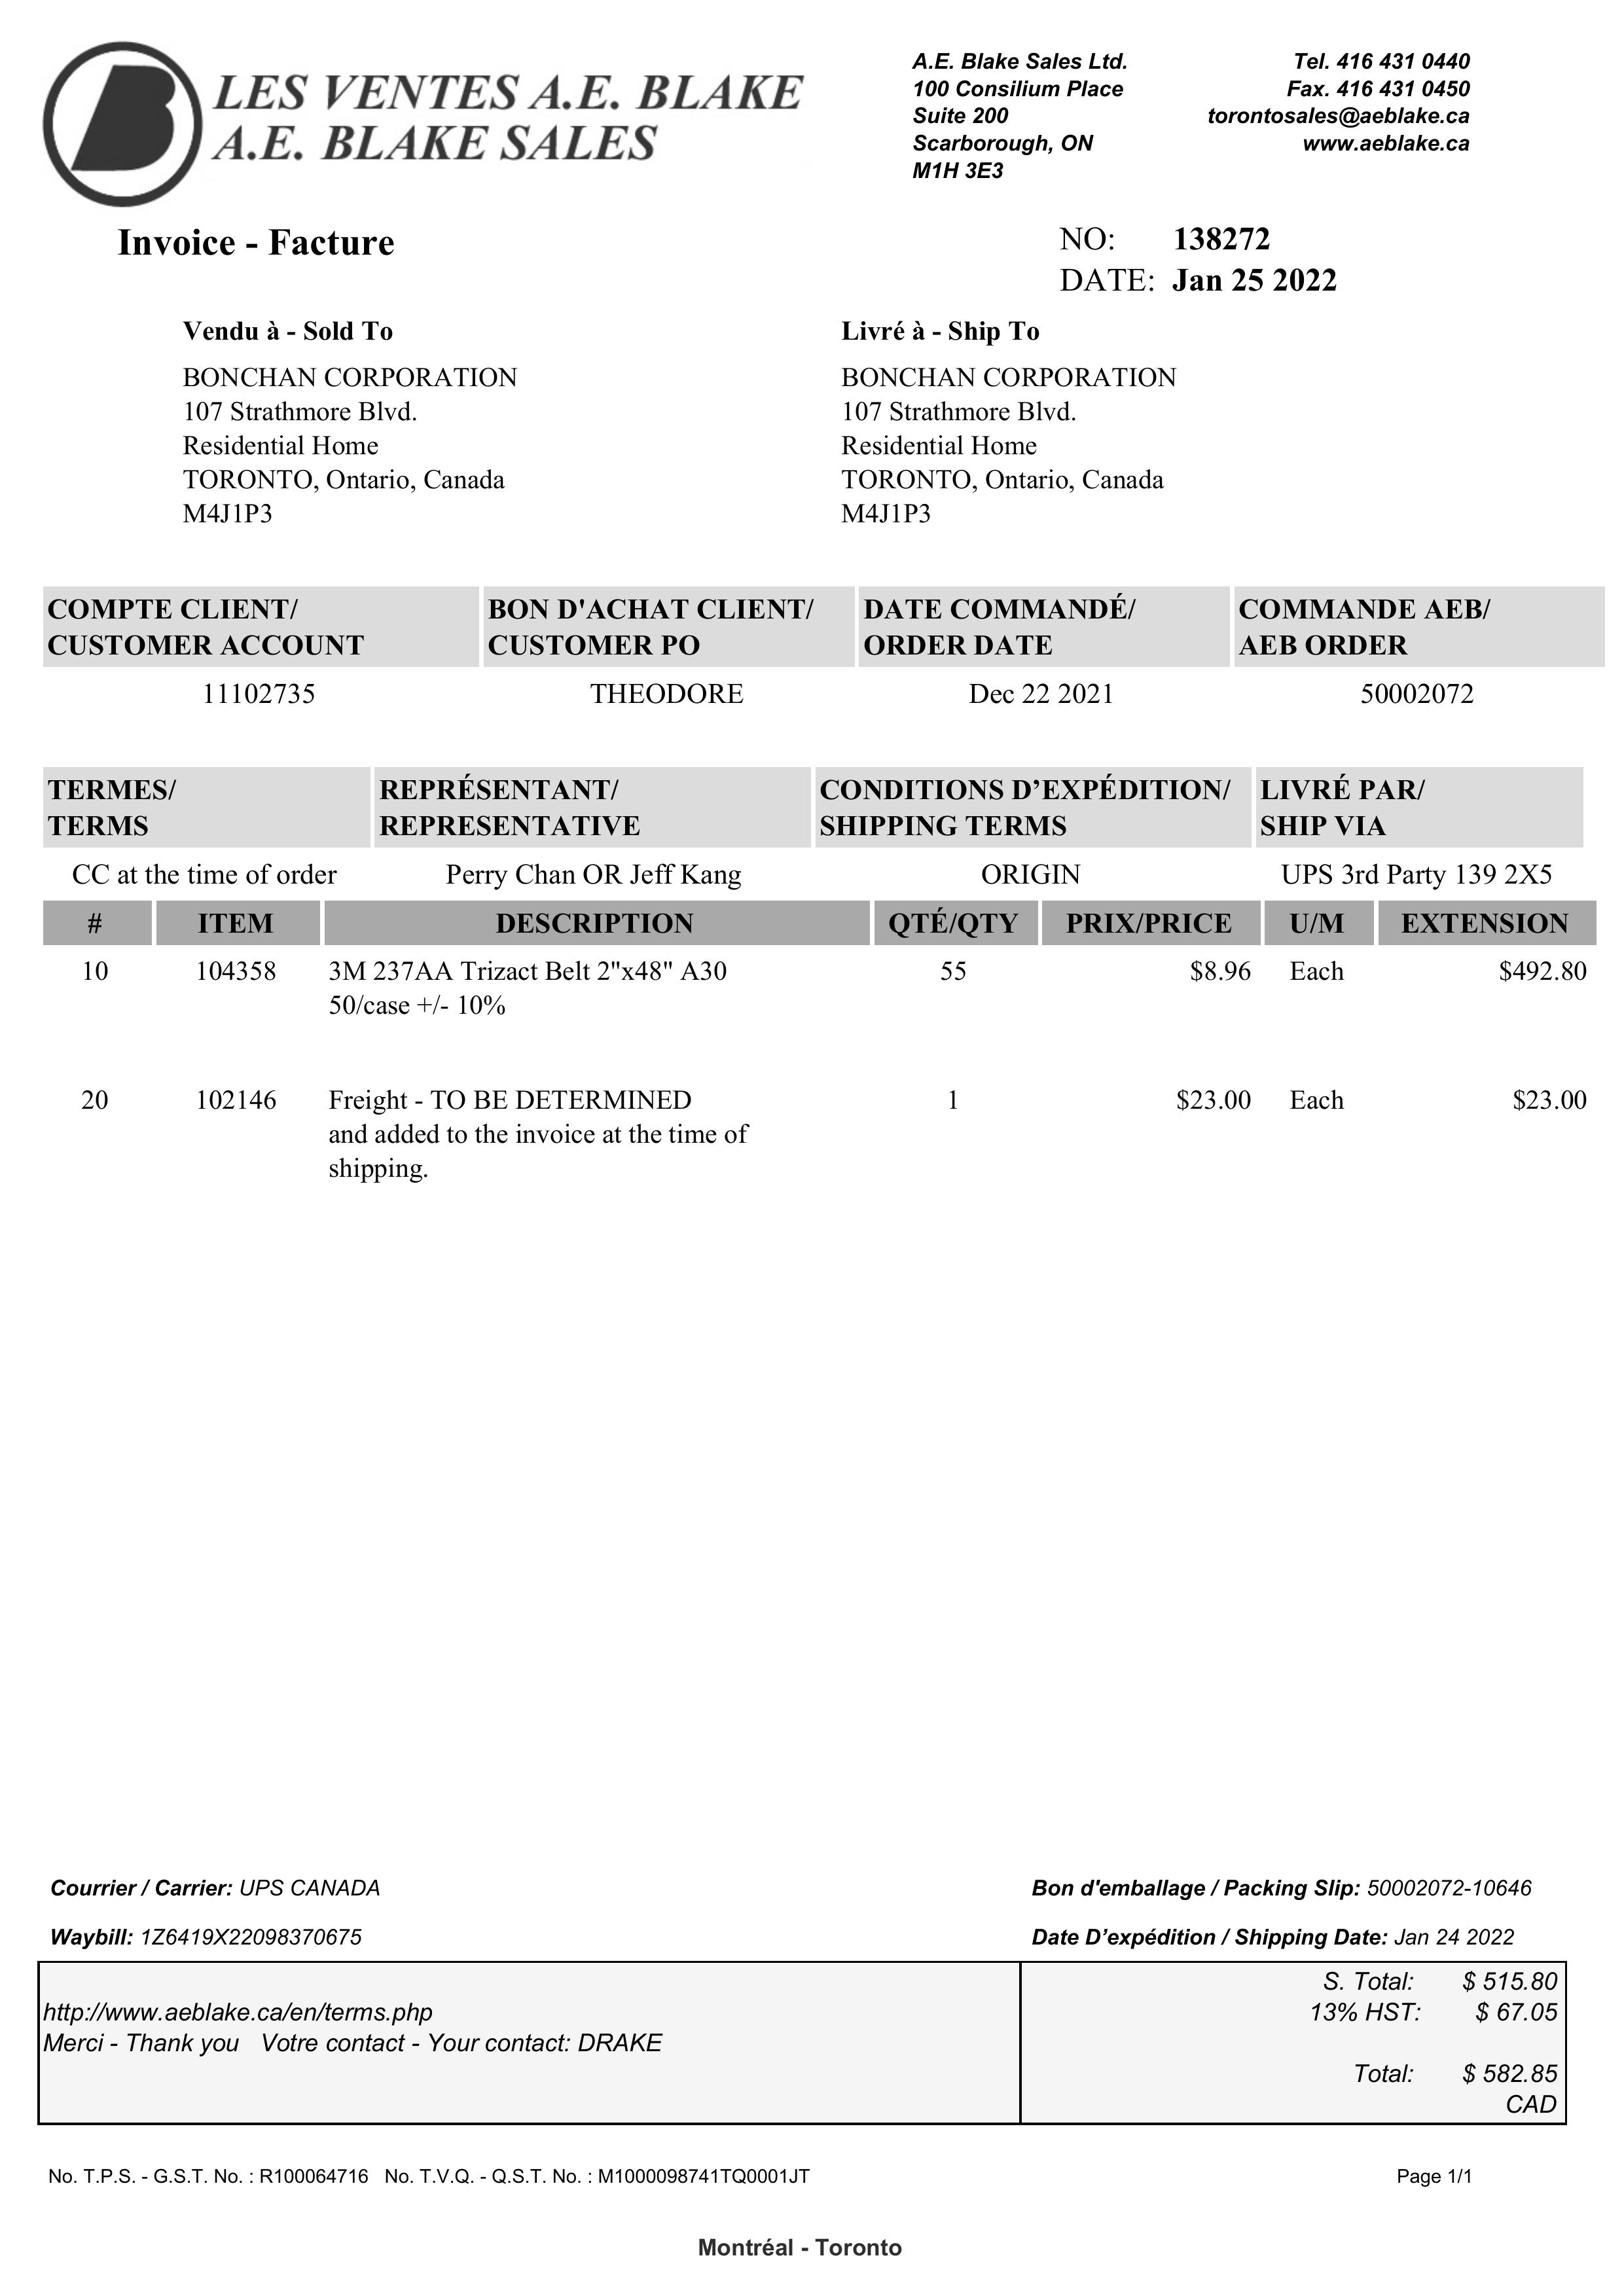 LES VENTES A.E. BLAKE
A.E. BLAKE SALES
A.E. Blake Sales Ltd.
100 Consilium Place
Suite 200
Scarborough, ON
M1H 3E3
Tel. 416 431 0440
Fax. 416 431 0450
torontosales@aeblake.ca
www.aeblake.ca
Invoice - Facture
NO: 138272
DATE: Jan 25 2022
Vendu à - Sold To
BONCHAN CORPORATION
107 Strathmore Blvd.
Residential Home
TORONTO, Ontario, Canada
M4J1P3
Livré à - Ship To
BONCHAN CORPORATION
107 Strathmore Blvd.
Residential Home
TORONTO, Ontario, Canada
M4J1P3
COMPTE CLIENT/ BON D'ACHAT CLIENT/ DATE COMMANDÉ/ COMMANDE AEB/
CUSTOMER ACCOUNT CUSTOMER PO ORDER DATE AEB ORDER
11102735 THEODORE Dec 22 2021 50002072
TERMES/ REPRÉSENTANT/ CONDITIONS D’EXPÉDITION/ LIVRÉ PAR/
TERMS REPRESENTATIVE SHIPPING TERMS SHIP VIA
CC at the time of order Perry Chan OR Jeff Kang ORIGIN UPS 3rd Party 139 2X5
# ITEM DESCRIPTION QTÉ/QTY PRIX/PRICE U/M EXTENSION
10 104358 3M 237AA Trizact Belt 2"x48" A30 55 $8.96 Each $492.80
50/case +/- 10%
20 102146 Freight - TO BE DETERMINED 1 $23.00 Each $23.00
and added to the invoice at the time of
shipping.
Courrier / Carrier: UPS CANADA
Bon d'emballage / Packing Slip: 50002072-10646
Waybill: 1Z6419X22098370675
Date D’expédition / Shipping Date: Jan 24 2022
http://www.aeblake.ca/en/terms.php
Merci - Thank you Votre contact - Your contact: DRAKE
S. Total: $ 515.80
13% HST: $ 67.05
Total: $ 582.85
CAD
No. T.P.S. - G.S.T. No. : R100064716 No. T.V.Q. - Q.S.T. No. : M1000098741TQ0001JT
Page 1/1
Montréal - Toronto